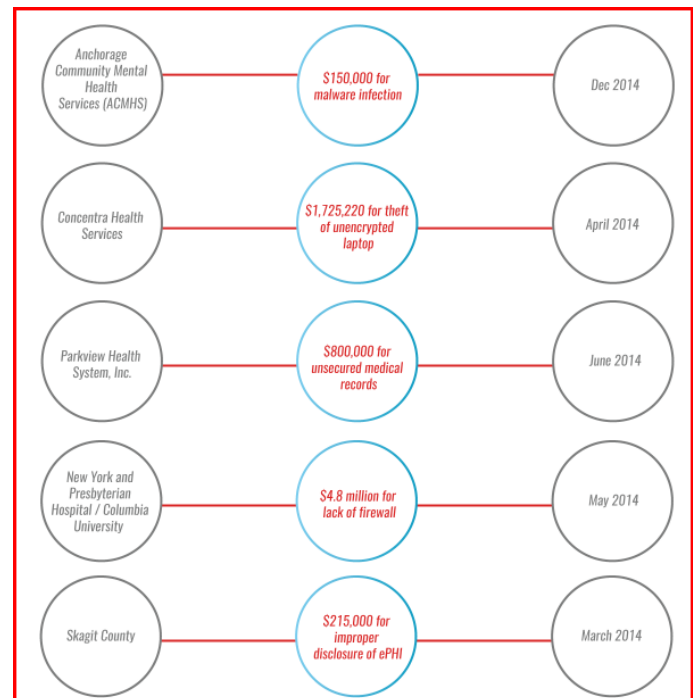 Anchorage
Community Mental
Health
Services (ACMHS)
$150,000 for
malware infection
Dec 2014
Concentra Health
Services
$1,725,220 for theft
of unencrypted
laptop
April 2014
Parkview Health
System, Inc.
$800,000 for
unsecured medical
records
June 2014
New York and
Presbyterian
Hospital / Columbia
University
$4.8 million for
lack of firewall
May 2014
Skagit County
$215,000 for
improper
disclosure of ePHI
March 2014